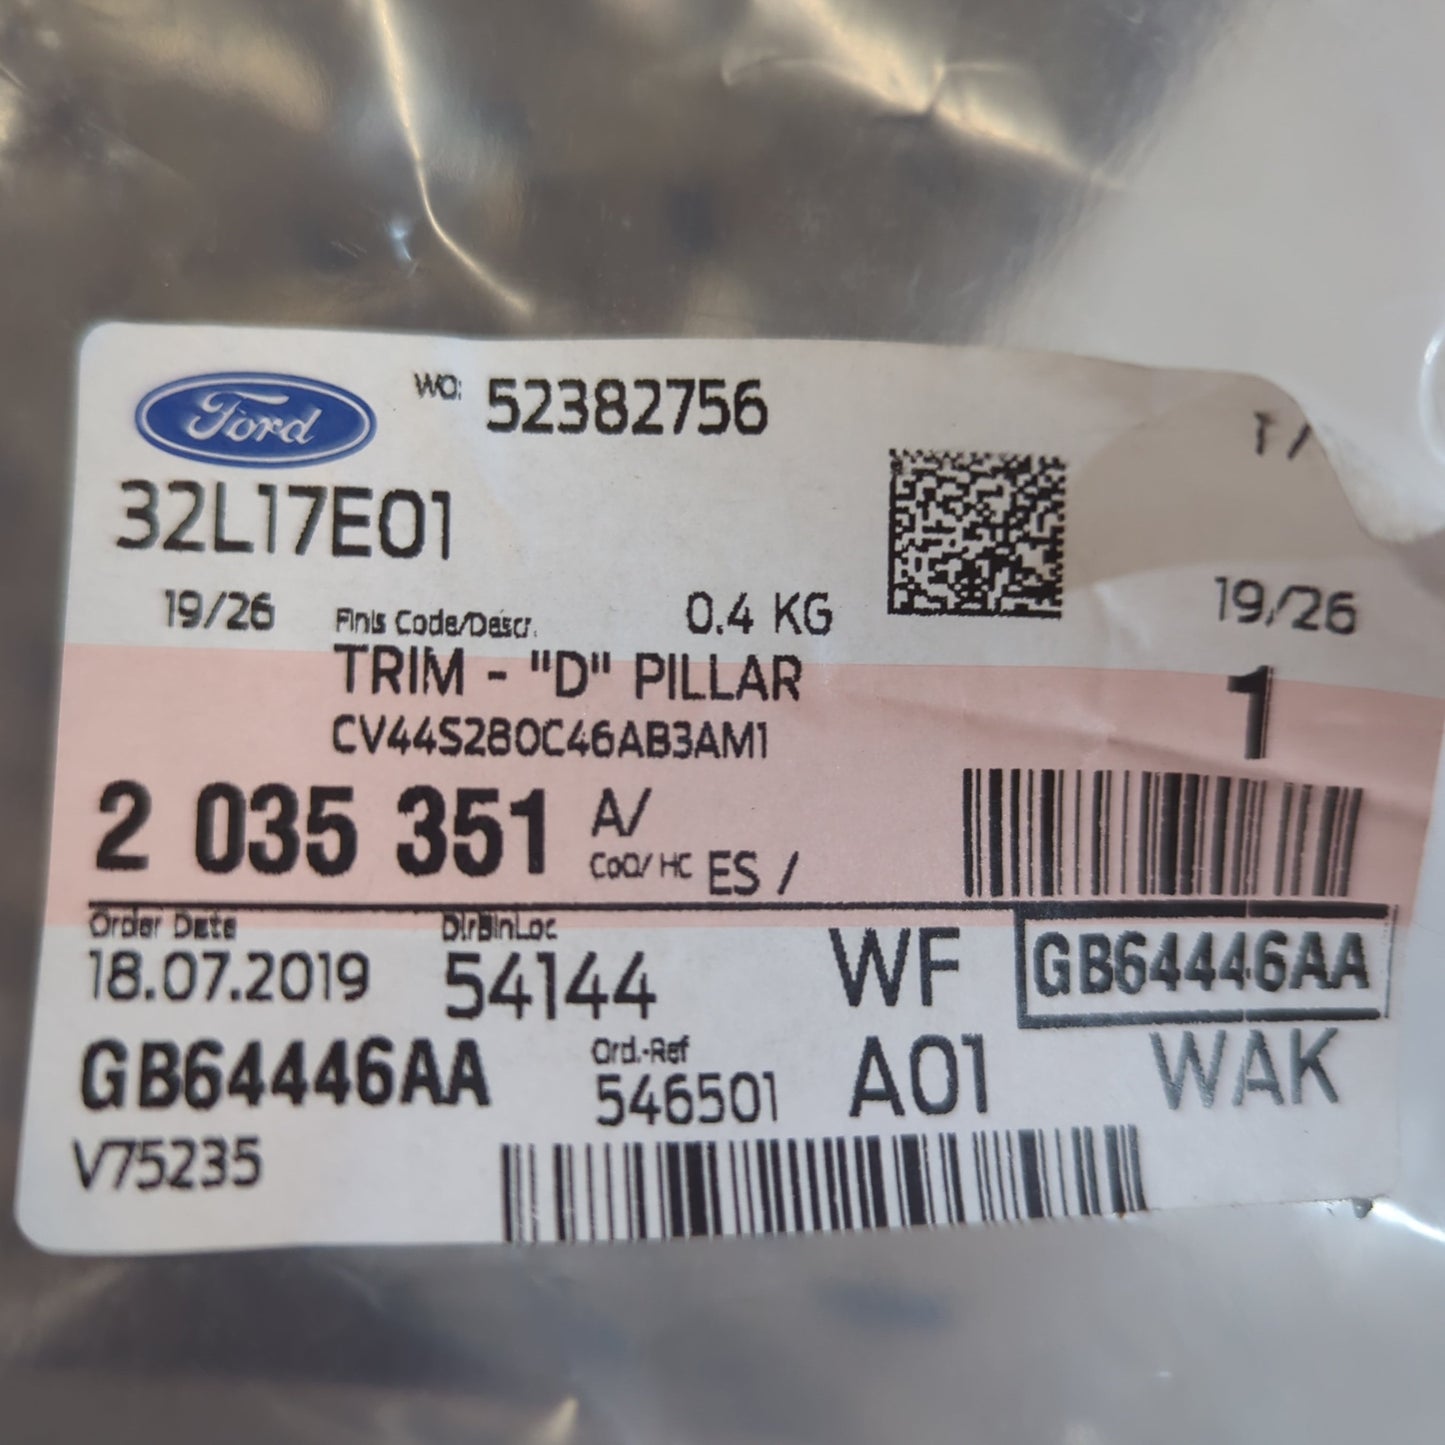 Ford
WO: 52382756
T/
32L17E01
19/26 Finis Code/Descr. 0.4 KG 19/26
TRIM - "D" PILLAR 1
CV44S280C46AB3AM1
2 035 351 A/
CoO/ HC ES /
Order Date DlrBinLoc
18.07.2019 54144 WF GB64446AA
GB64446AA Ord.-Ref A01 WAK
546501
V75235